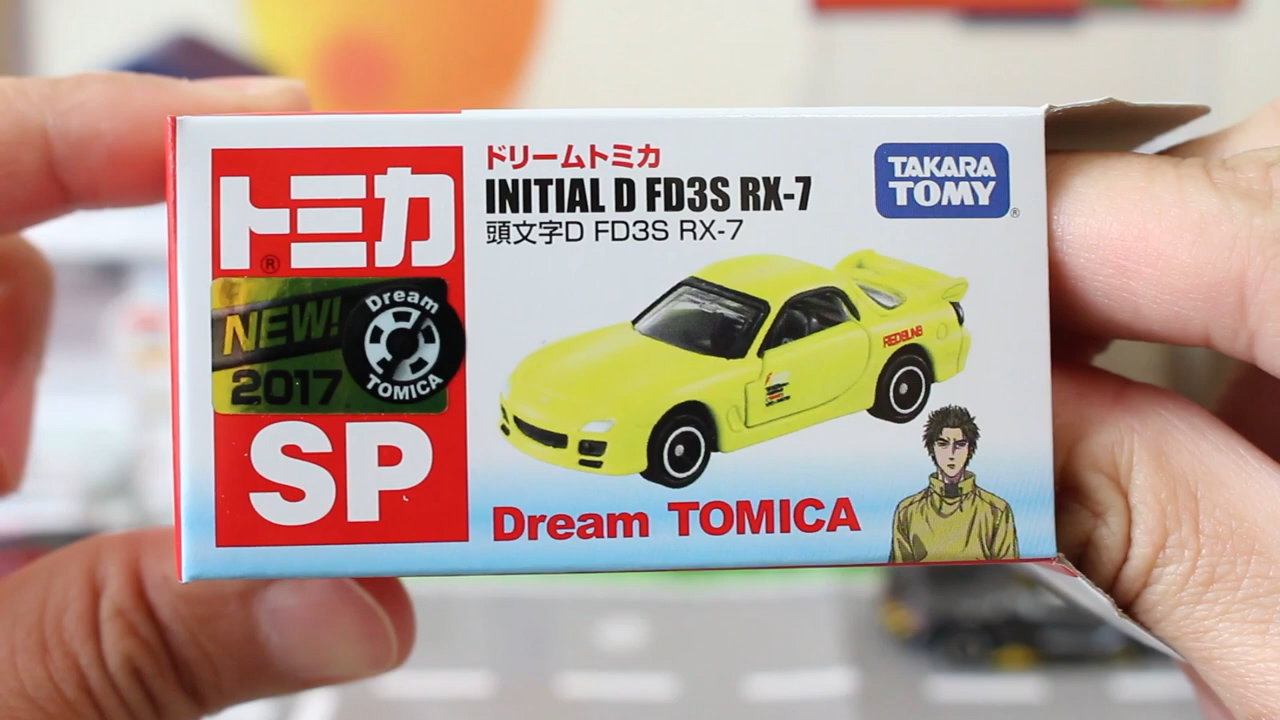 トミカ
®
NEW!
2017
Dream
TOMICA
SP
ドリームトミカ
INITIAL D FD3S RX-7
頭文字D FD3S RX-7
TAKARA
TOMY
®
REDSUNS
Dream TOMICA